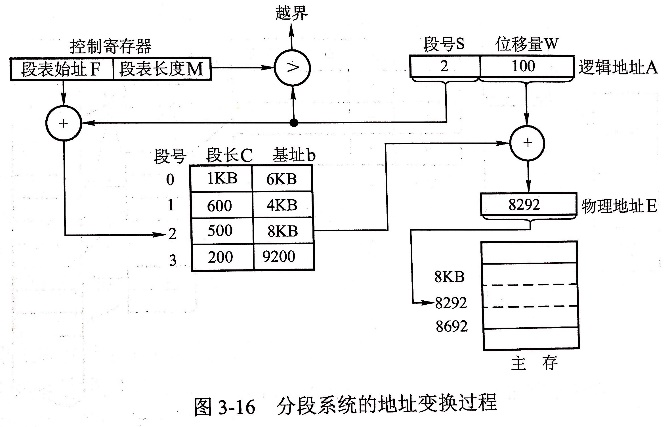 越界
控制寄存器
段表始址F 段表长度M
>
段号S 位移量W
2 100 逻辑地址A
+
+
段号 段长C 基址b
0 1KB 6KB
1 600 4KB
2 500 8KB
3 200 9200
8292 物理地址E
8KB
8292
8692
主 存
图 3-16 分段系统的地址变换过程